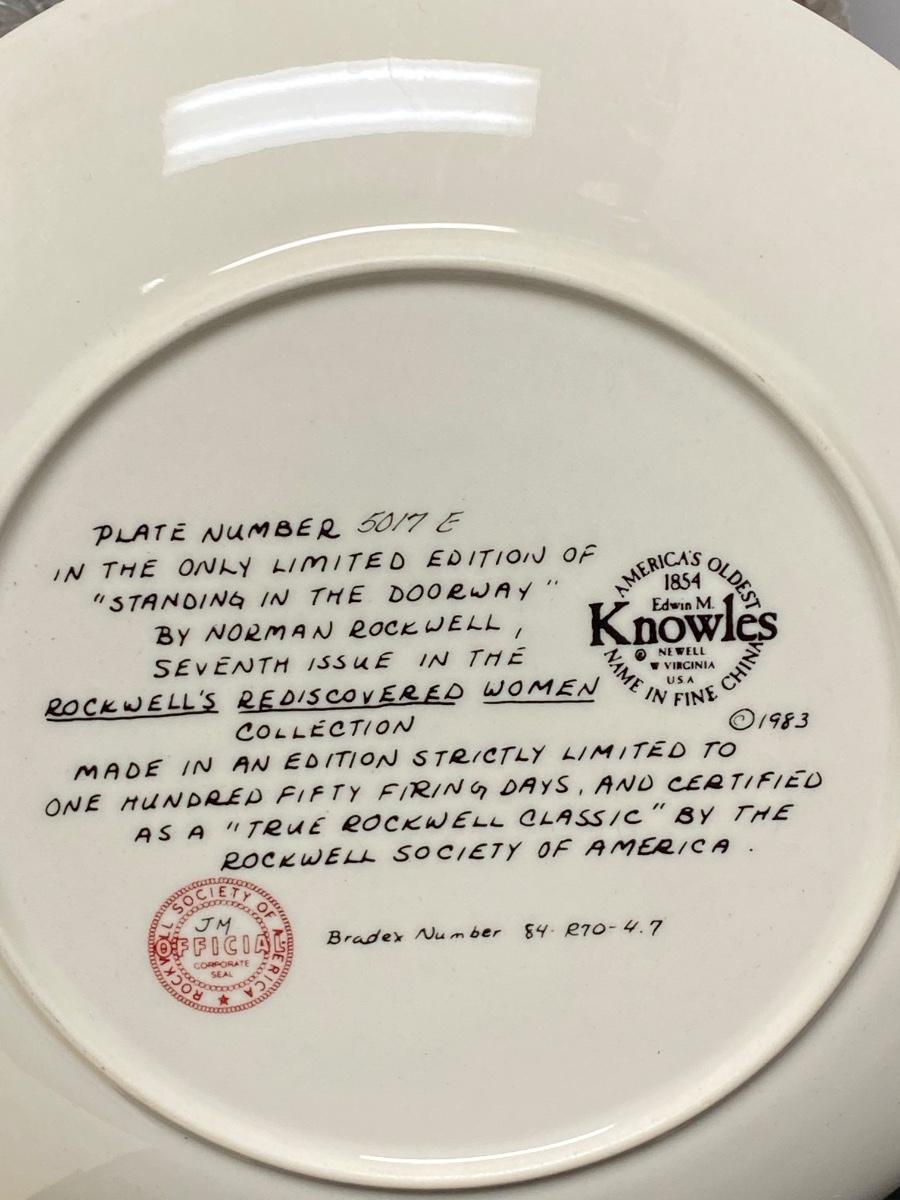 PLATE NUMBER 5017 E
IN THE ONLY LIMITED EDITION OF
"STANDING IN THE DOORWAY"
BY NORMAN ROCKWELL,
SEVENTH ISSUE IN THE
ROCKWELL'S REDISCOVERED WOMEN
COLLECTION
MADE IN AN EDITION STRICTLY LIMITED TO
ONE HUNDRED FIFTY FIRING DAYS, AND CERTIFIED
AS A "TRUE ROCKWELL CLASSIC" BY THE
ROCKWELL SOCIETY OF AMERICA.
AMERICA'S OLDEST
1854
Edwin M.
Knowles
© NEWELL
W VIRGINIA
USA
NAME IN FINE CHINA
©1983
ROCKWELL SOCIETY OF AMERICA
JM
OFFICIAL
CORPORATE
SEAL
Bradex Number 84-R70-4.7